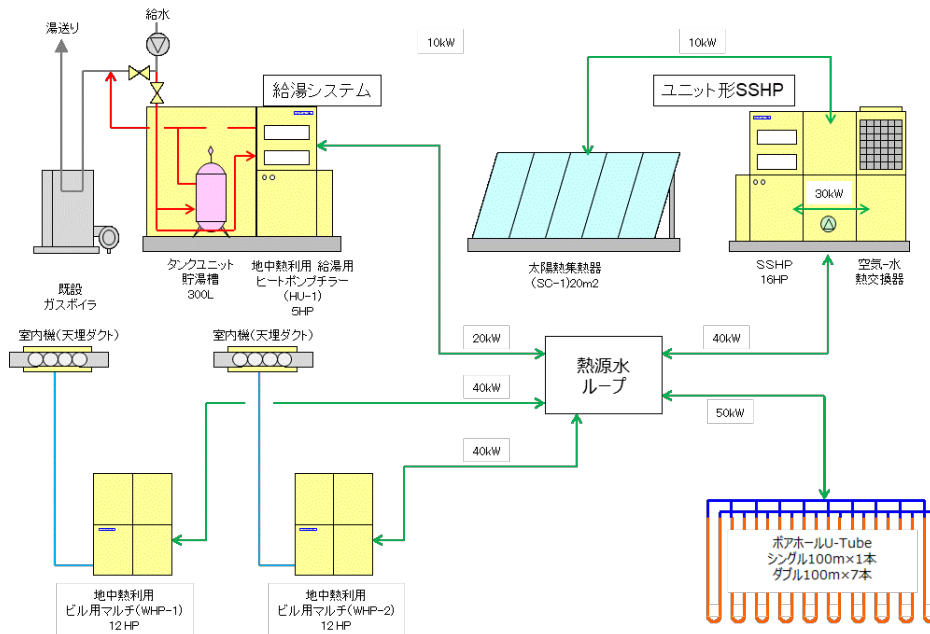 給水
湯送り
10kW
10kW
給湯システム
ユニット形SSHP
30kW
タンクユニット
貯湯槽
300L
地中熱利用 給湯用
ヒートポンプチラー
(HU-1)
5HP
太陽熱集熱器
(SC-1)20m2
SSHP
16HP
空気-水
熱交換器
既設
ガスボイラ
室内機(天埋ダクト)
室内機(天埋ダクト)
20kW
40kW
熱源水
ループ
40kW
50kW
40kW
ボアホールU-Tube
シングル100m×1本
ダブル100m×7本
地中熱利用
ビル用マルチ(WHP-1)
12HP
地中熱利用
ビル用マルチ(WHP-2)
12HP